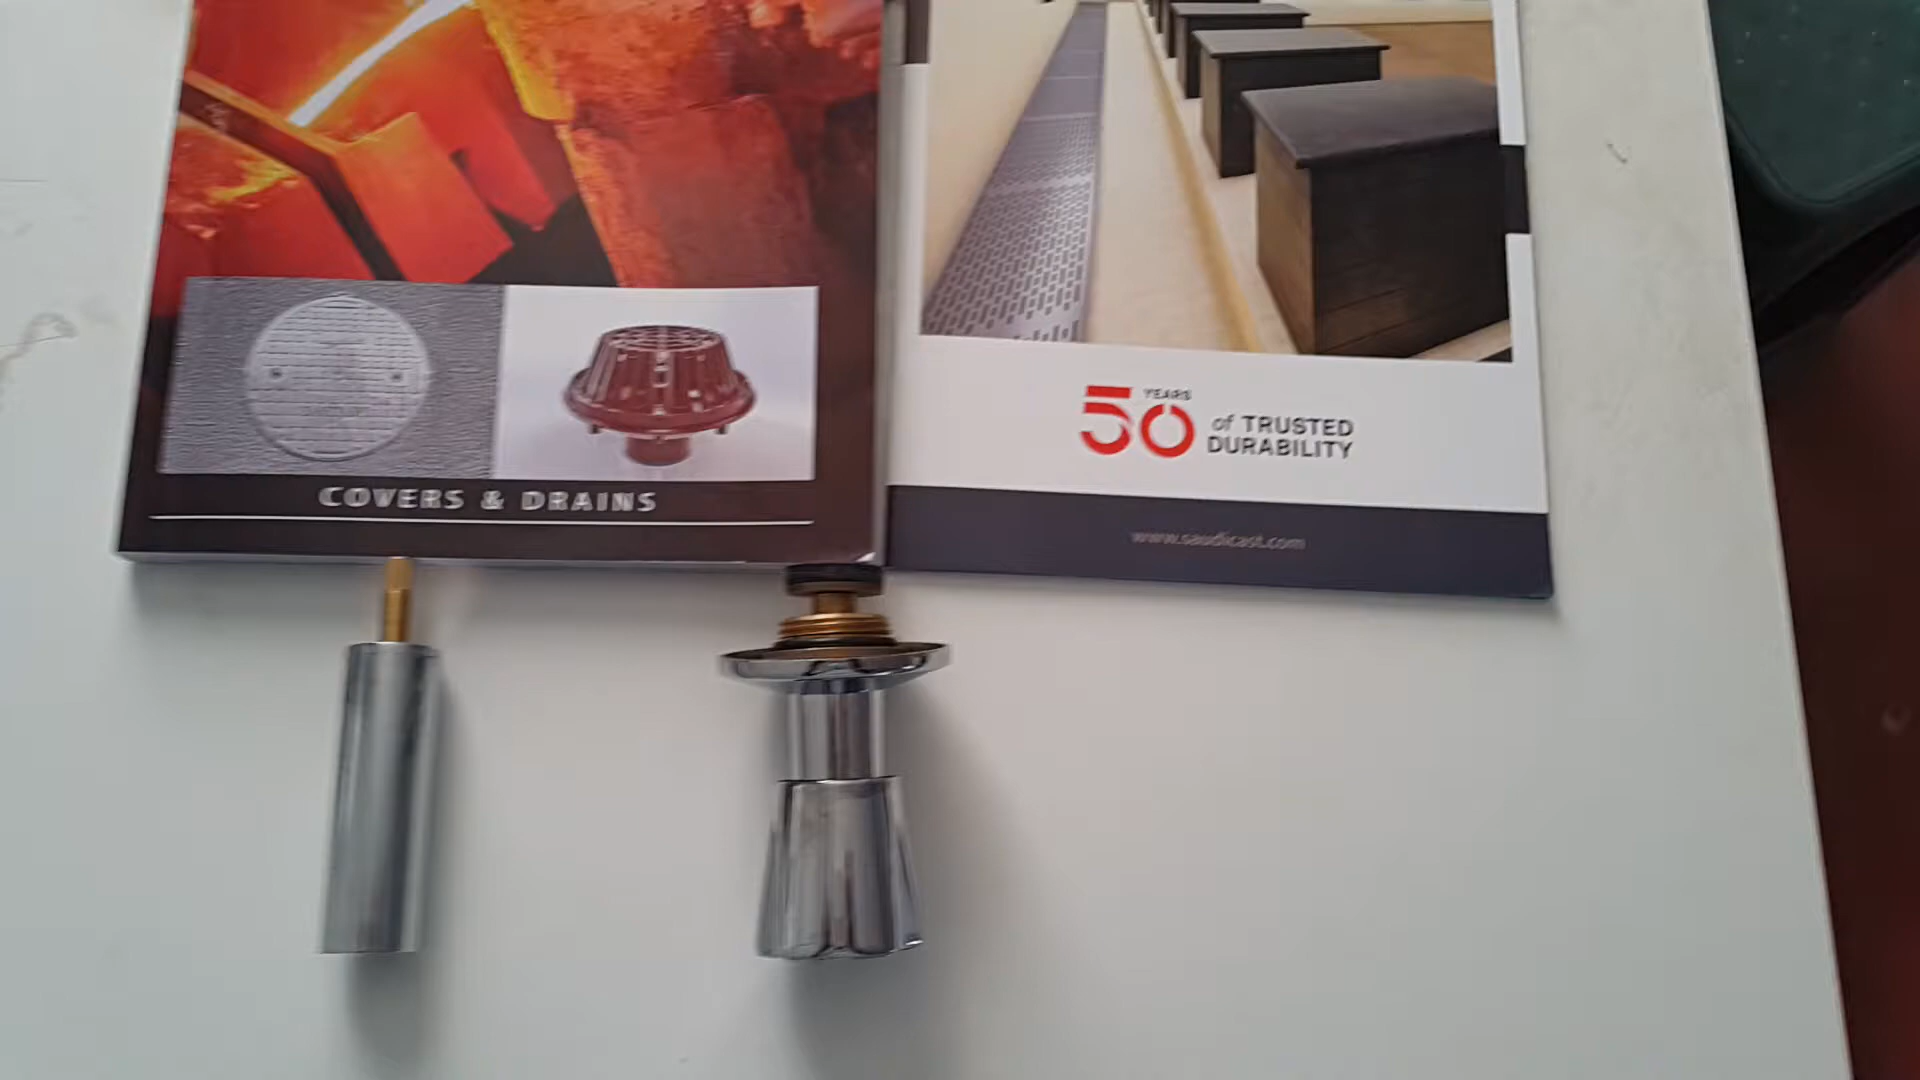 COVERS & DRAINS
50 YEARS
of TRUSTED
DURABILITY
www.saudicast.com